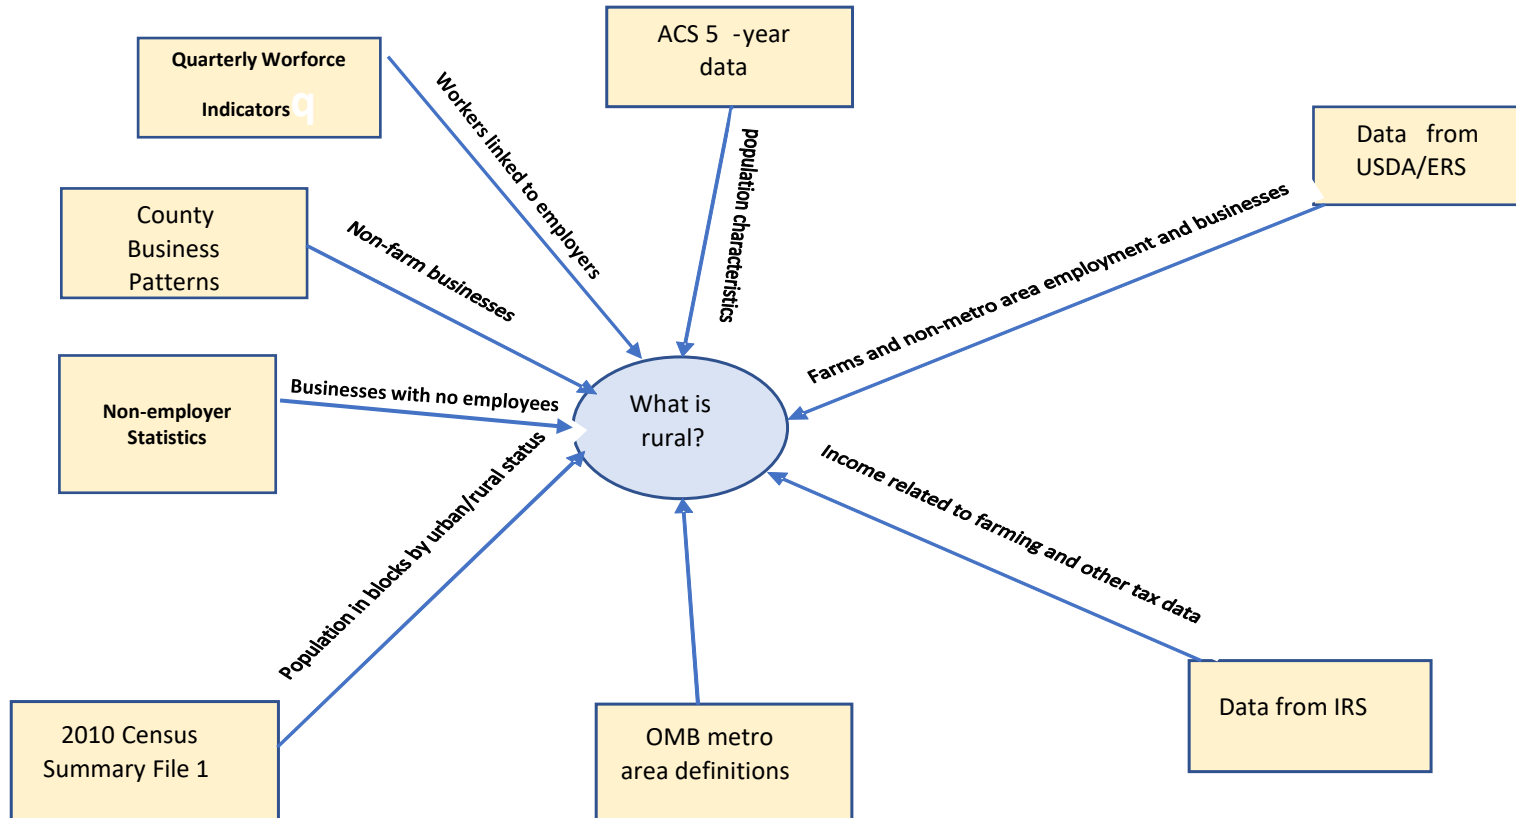 Quarterly Worforce
Indicators q
Workers linked to employers
ACS 5 -year
data
population characteristics
Data from
USDA/ERS
Farms and non-metro area employment and businesses
County
Business
Patterns
Non-farm businesses
Non-employer
Statistics
Businesses with no employees
What is
rural?
Income related to farming and other tax data
Data from IRS
Population in blocks by urban/rural status
2010 Census
Summary File 1
OMB metro
area definitions